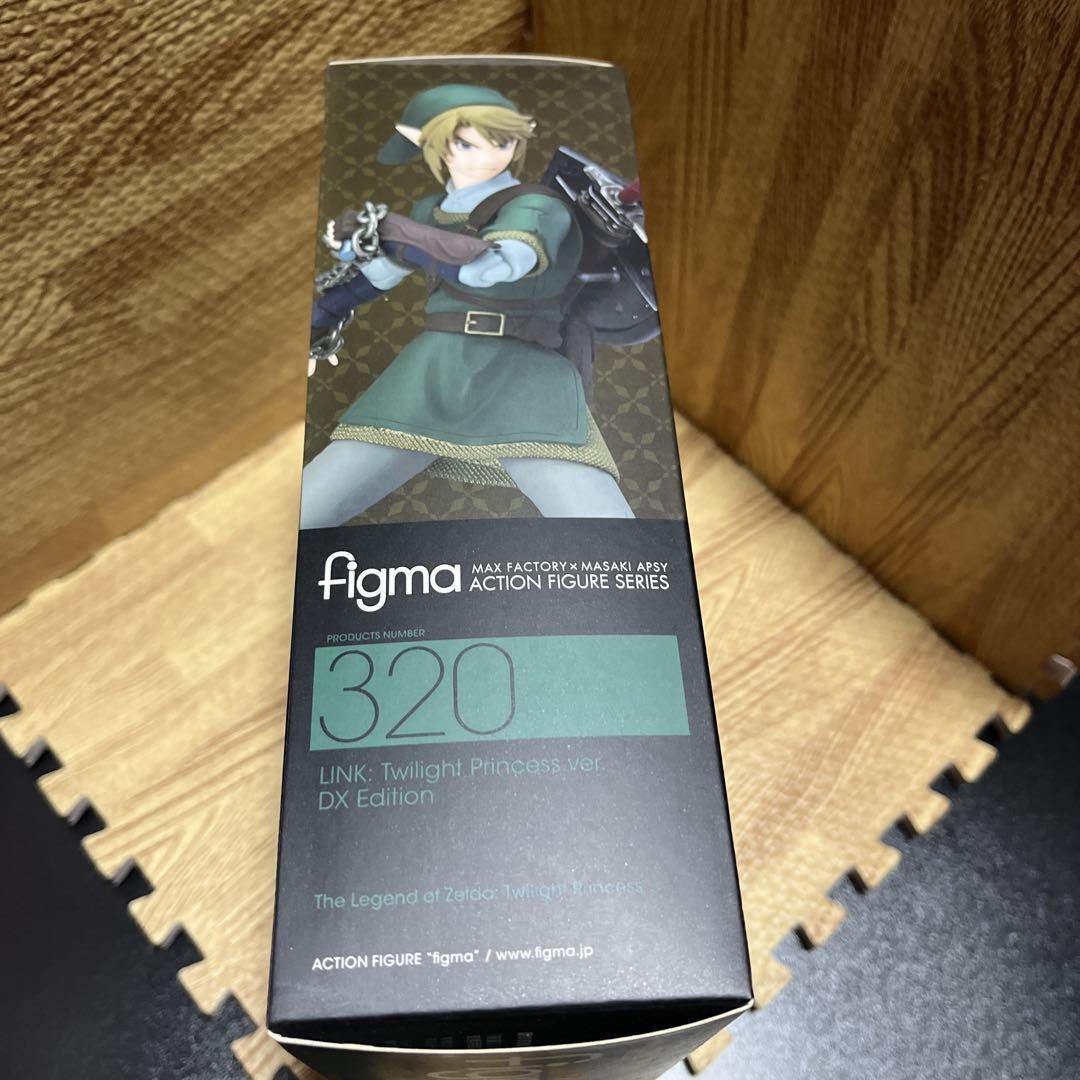 figma
MAX FACTORY × MASAKI APSY
ACTION FIGURE SERIES
PRODUCTS NUMBER
320
LINK: Twilight Princess ver.
DX Edition
The Legend of Zelda: Twilight Princess
ACTION FIGURE "figma" / www.figma.jp